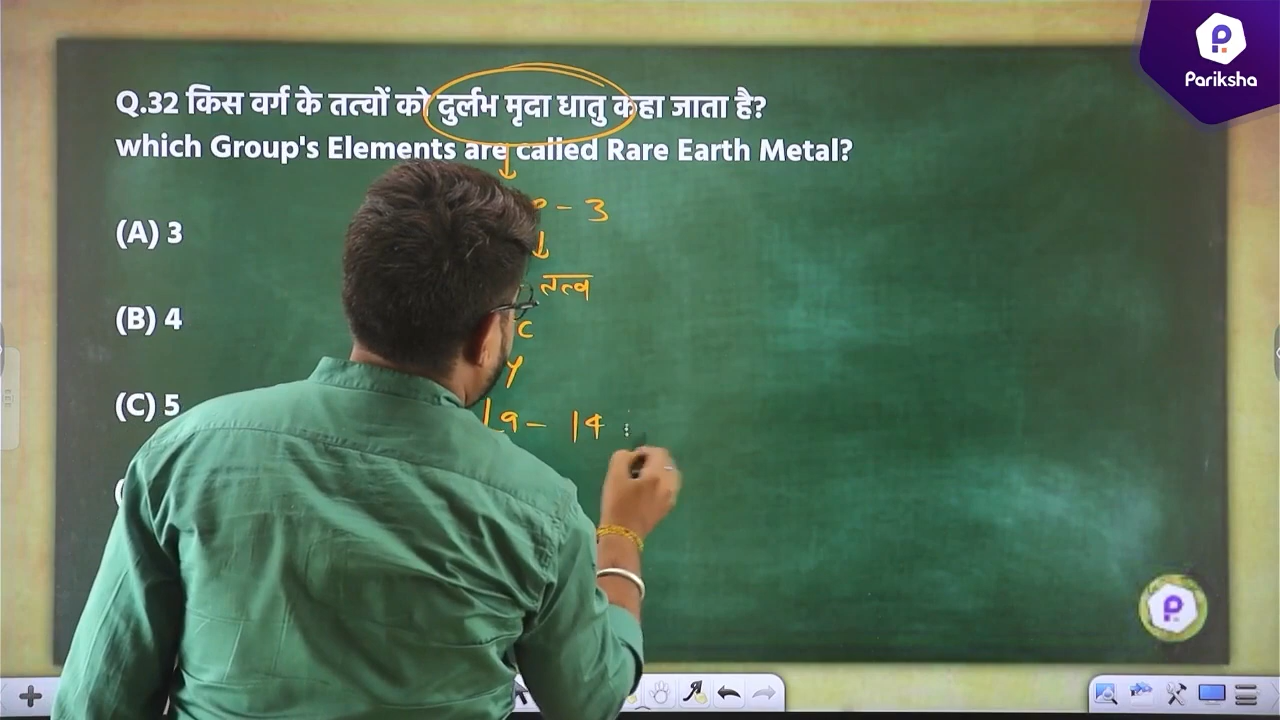 Pariksha
Q.32 किस वर्ग के तत्वों को दुर्लभ मृदा धातु कहा जाता है?
which Group's Elements are called Rare Earth Metal?
- 3
(A) 3
तत्व
(B) 4
C
Y
(C) 5
- 14